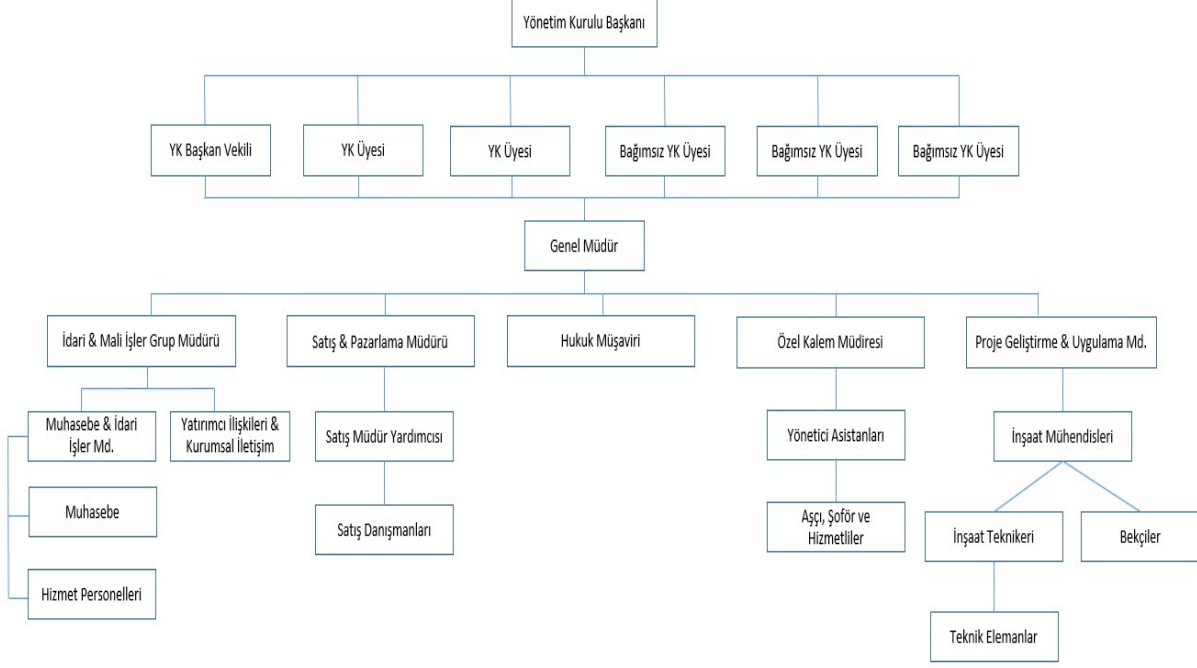 Yönetim Kurulu Başkanı
YK Başkan Vekili
YK Üyesi
YK Üyesi
Bağımsız YK Üyesi
Bağımsız YK Üyesi
Bağımsız YK Üyesi
Genel Müdür
İdari & Mali İşler Grup Müdürü
Satış & Pazarlama Müdürü
Hukuk Müşaviri
Özel Kalem Müdiresi
Proje Geliştirme & Uygulama Md.
Muhasebe & İdari
İşler Md.
Yatırımcı İlişkileri &
Kurumsal İletişim
Satış Müdür Yardımcısı
Yönetici Asistanları
İnşaat Mühendisleri
Muhasebe
Satış Danışmanları
Aşçı, Şoför ve
Hizmetliler
İnşaat Teknikeri
Bekçiler
Hizmet Personelleri
Teknik Elemanlar